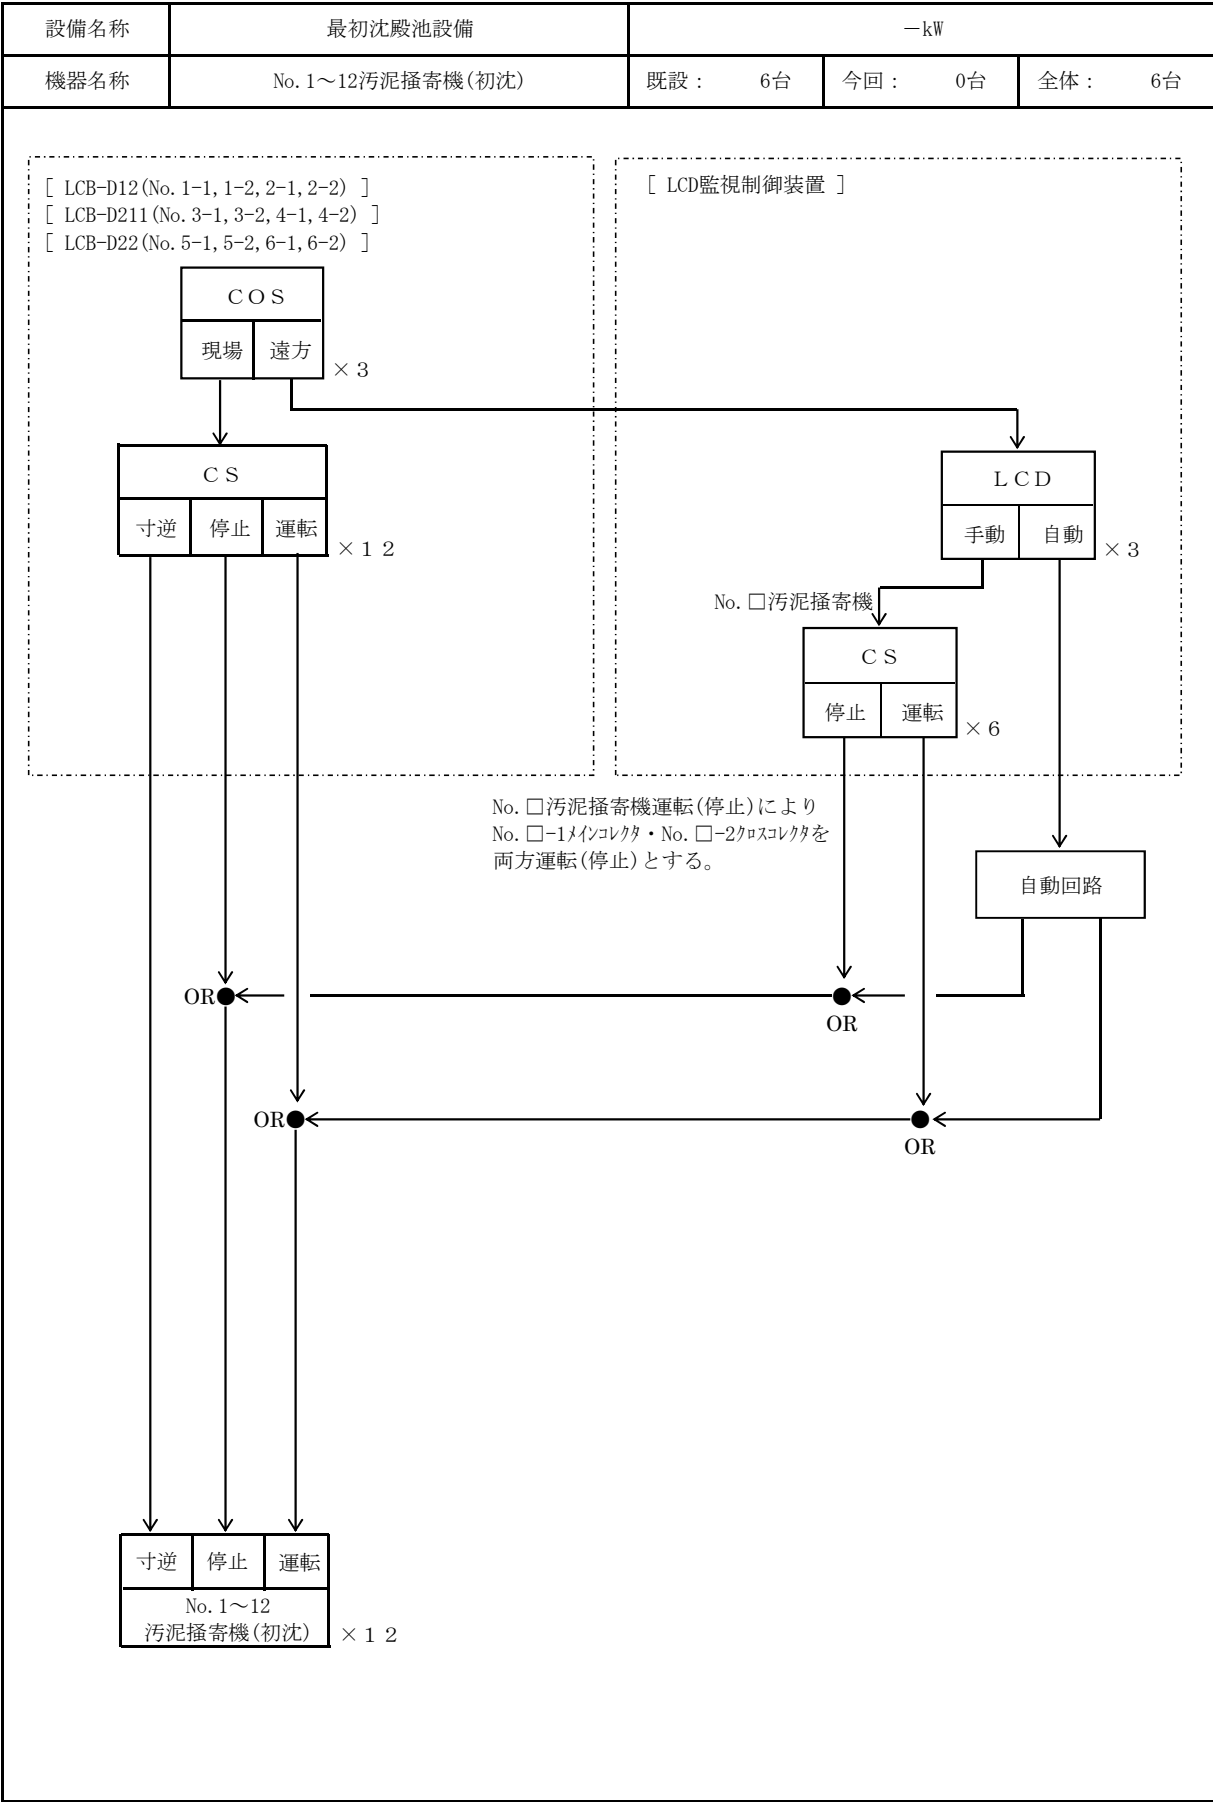 設備名称 最初沈殿池設備 －kW
機器名称 No.1～12汚泥掻寄機(初沈) 既設： 6台 今回： 0台 全体： 6台
[ LCB-D12(No.1-1,1-2,2-1,2-2) ]
[ LCB-D211(No.3-1,3-2,4-1,4-2) ]
[ LCB-D22(No.5-1,5-2,6-1,6-2) ]
[ LCD監視制御装置 ]
ＣＯＳ
現場 遠方 ×３
ＣＳ
寸逆 停止 運転 ×１２
ＬＣＤ
手動 自動 ×３
No.□汚泥掻寄機
ＣＳ
停止 運転 ×６
No.□汚泥掻寄機運転(停止)により
No.□-1ﾒｲﾝｺﾚｸﾀ・No.□-2ｸﾛｽｺﾚｸﾀを
両方運転(停止)とする。
自動回路
OR
OR
OR
OR
寸逆 停止 運転
No.1～12
汚泥掻寄機(初沈) ×１２